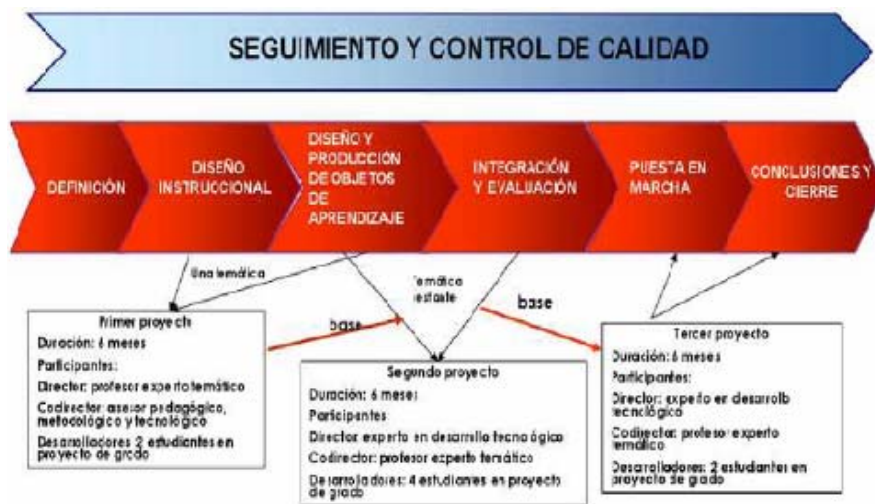 SEGUIMIENTO Y CONTROL DE CALIDAD
DEFINICIÓN
DISEÑO
INSTRUCCIONAL
DISEÑO Y
PRODUCCIÓN
DE OBJETOS
DE
APRENDIZAJE
INTEGRACIÓN
Y EVALUACIÓN
PUESTA EN
MARCHA
CONCLUSIONES Y
CIERRE
Una temática
Temática
restante
base
base
Primer proyecto
Duración: 6 meses
Participantes:
Director: profesor experto temático
Codirector: asesor pedagógico,
metodológico y tecnológico
Desarrolladores 2 estudiantes en
proyecto de grado
Segundo proyecto
Duración: 6 meses
Participantes
Director experto en desarrollo tecnológico
Codirector: profesor experto temático
Desarrolladores: 4 estudiantes en proyecto
de grado
Tercer proyecto
Duración: 6 meses
Participantes:
Director: experto en desarrollo
tecnológico
Codirector: profesor experto
temático
Desarrolladores: 2 estudiantes en
proyecto de grado